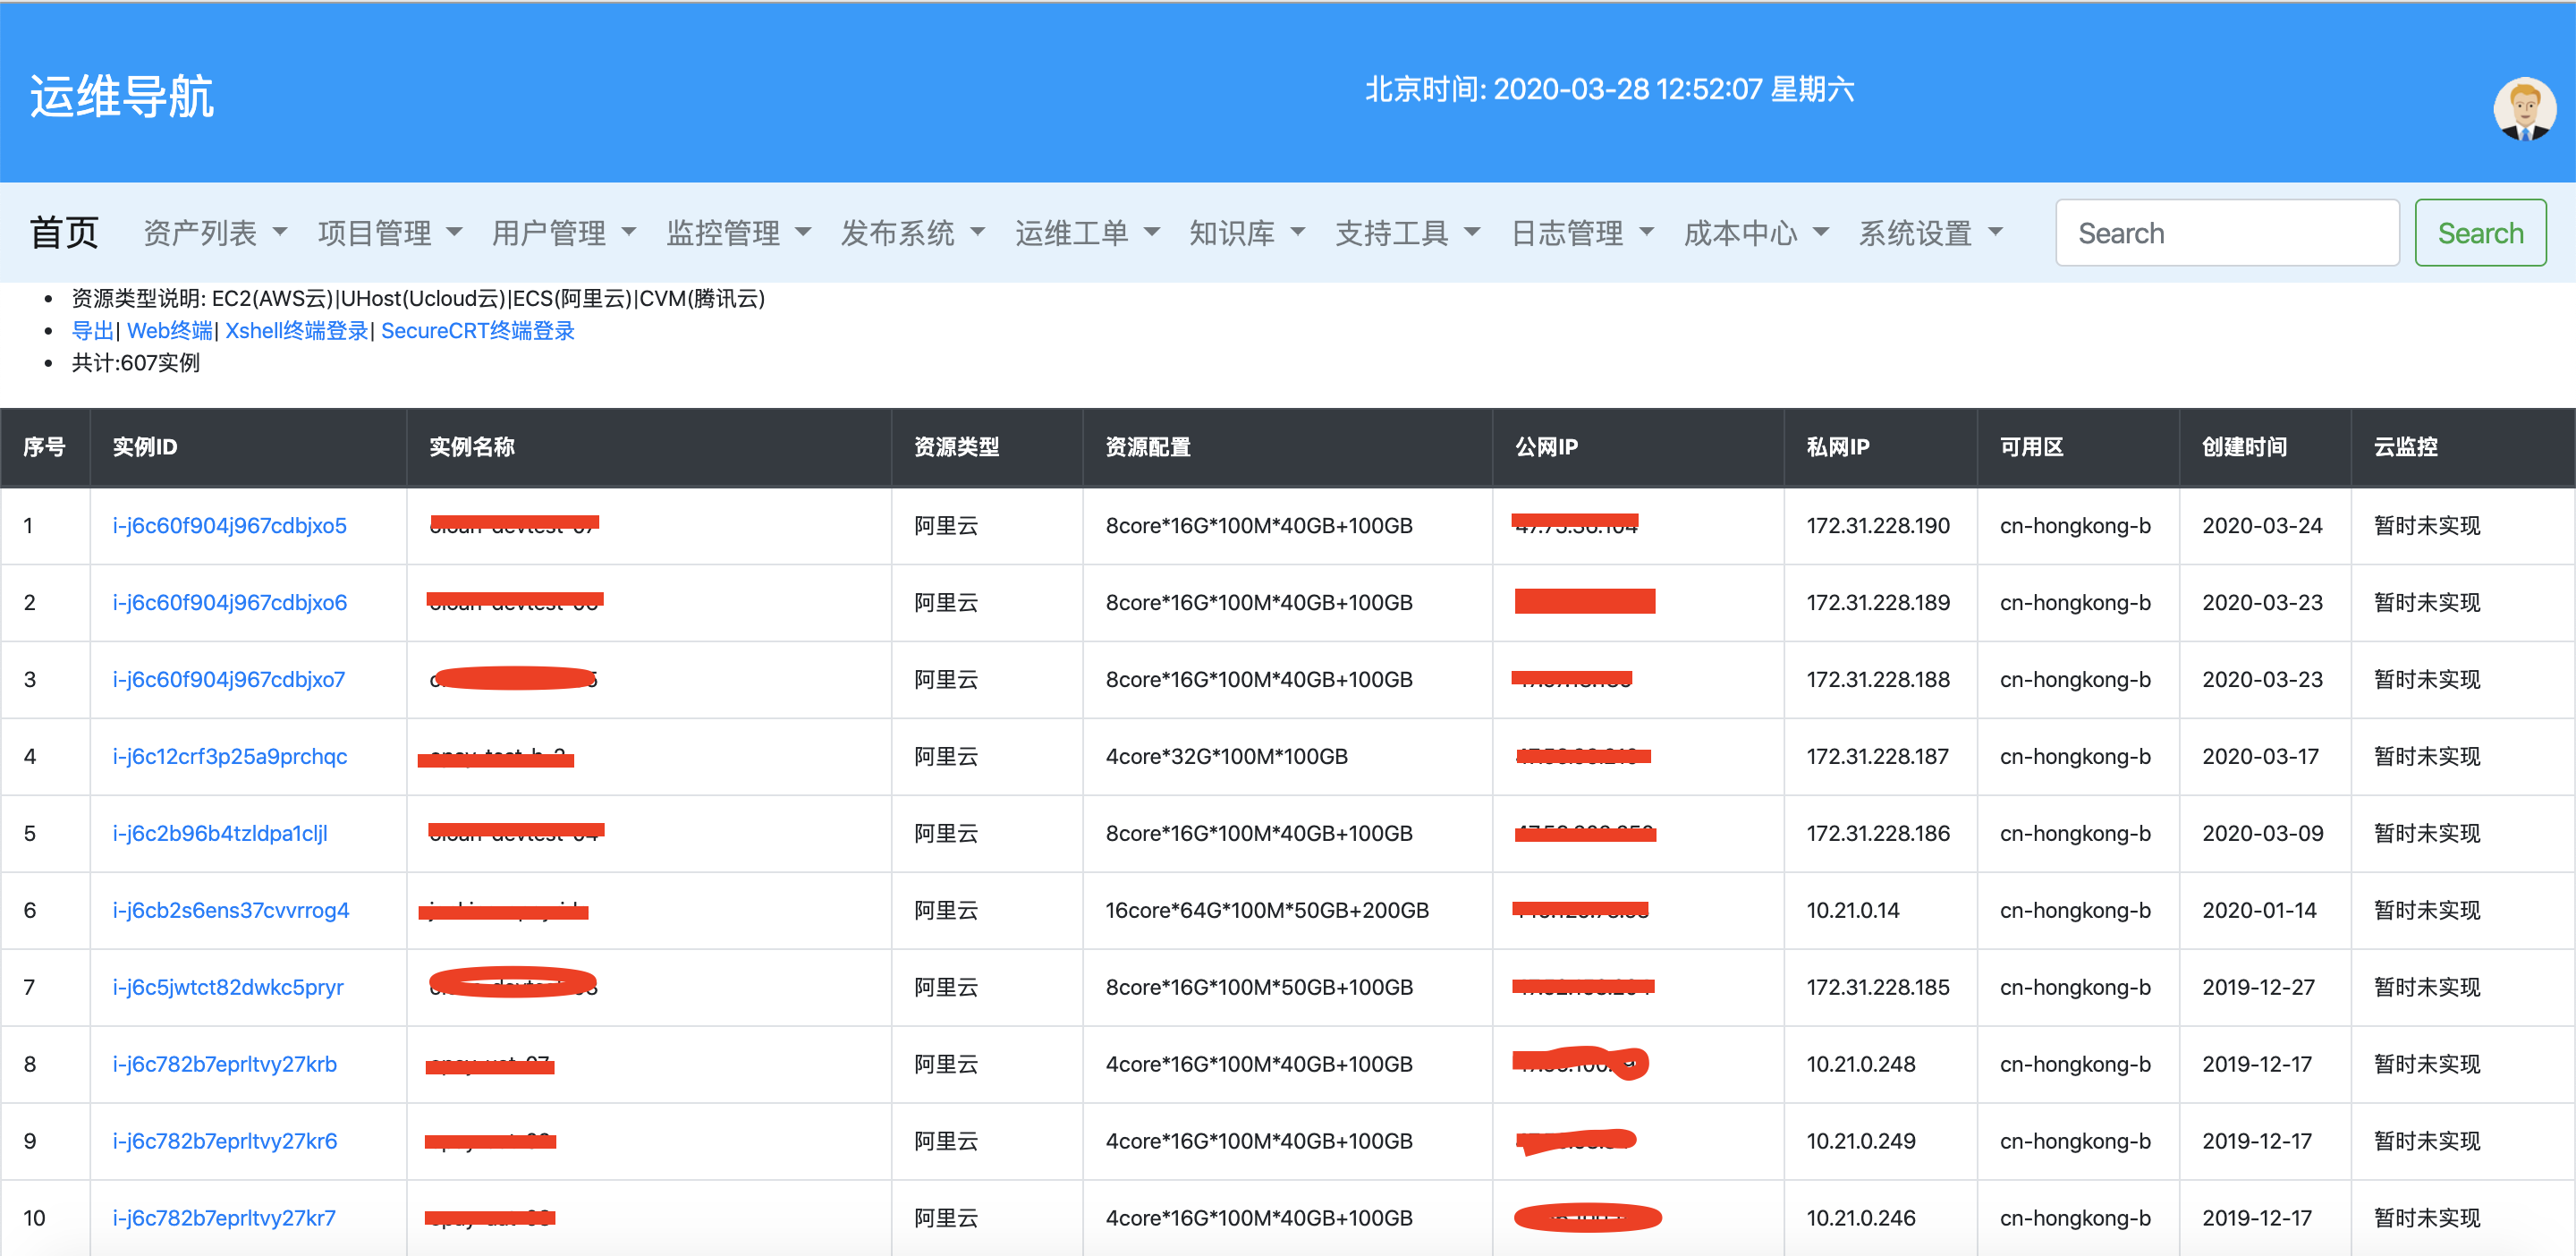 运维导航
北京时间: 2020-03-28 12:52:07 星期六
首页 资产列表 项目管理 用户管理 监控管理 发布系统 运维工单 知识库 支持工具 日志管理 成本中心 系统设置 Search Search
资源类型说明: EC2(AWS云)|UHost(Ucloud云)|ECS(阿里云)|CVM(腾讯云)
导出| Web终端| Xshell终端登录| SecureCRT终端登录
共计:607实例
序号 实例ID 实例名称 资源类型 资源配置 公网IP 私网IP 可用区 创建时间 云监控
1 i-j6c60f904j967cdbjxo5 阿里云 8core*16G*100M*40GB+100GB 172.31.228.190 cn-hongkong-b 2020-03-24 暂时未实现
2 i-j6c60f904j967cdbjxo6 阿里云 8core*16G*100M*40GB+100GB 172.31.228.189 cn-hongkong-b 2020-03-23 暂时未实现
3 i-j6c60f904j967cdbjxo7 阿里云 8core*16G*100M*40GB+100GB 172.31.228.188 cn-hongkong-b 2020-03-23 暂时未实现
4 i-j6c12crf3p25a9prchqc 阿里云 4core*32G*100M*100GB 172.31.228.187 cn-hongkong-b 2020-03-17 暂时未实现
5 i-j6c2b96b4tzldpa1cljl 阿里云 8core*16G*100M*40GB+100GB 172.31.228.186 cn-hongkong-b 2020-03-09 暂时未实现
6 i-j6cb2s6ens37cvvrrog4 阿里云 16core*64G*100M*50GB+200GB 10.21.0.14 cn-hongkong-b 2020-01-14 暂时未实现
7 i-j6c5jwtct82dwkc5pryr 阿里云 8core*16G*100M*50GB+100GB 172.31.228.185 cn-hongkong-b 2019-12-27 暂时未实现
8 i-j6c782b7eprltvy27krb 阿里云 4core*16G*100M*40GB+100GB 10.21.0.248 cn-hongkong-b 2019-12-17 暂时未实现
9 i-j6c782b7eprltvy27kr6 阿里云 4core*16G*100M*40GB+100GB 10.21.0.249 cn-hongkong-b 2019-12-17 暂时未实现
10 i-j6c782b7eprltvy27kr7 阿里云 4core*16G*100M*40GB+100GB 10.21.0.246 cn-hongkong-b 2019-12-17 暂时未实现